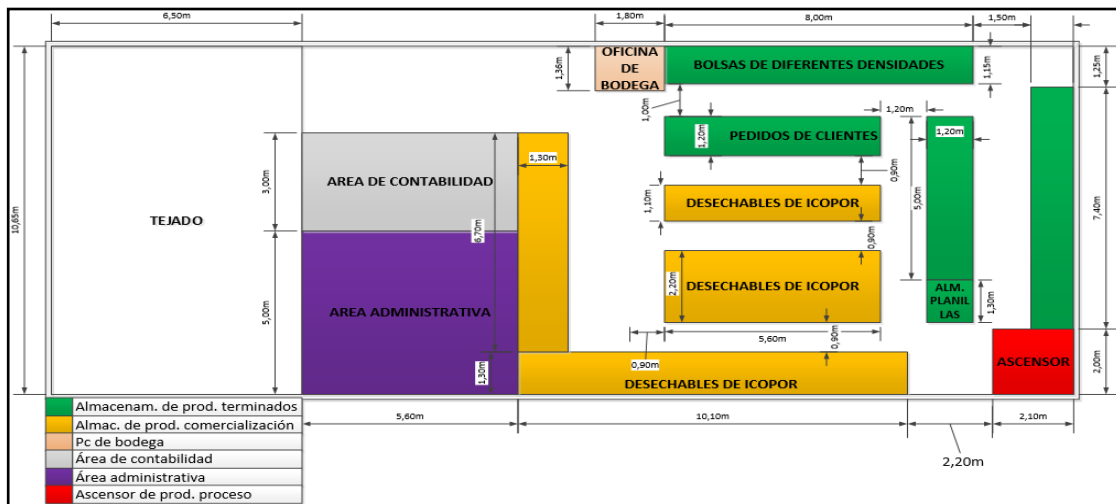 6,50m
1,80m
8,00m
1,50m
OFICINA
DE
BODEGA
1,36m
BOLSAS DE DIFERENTES DENSIDADES
1,15m
1,25m
1,00m
1,20m
1,20m
PEDIDOS DE CLIENTES
1,20m
1,30m
AREA DE CONTABILIDAD
3,00m
0,90m
5,00m
7,40m
10,65m
TEJADO
6,70m
1,10m
DESECHABLES DE ICOPOR
0,90m
2,20m
DESECHABLES DE ICOPOR
ALM.
PLANIL
LAS
1,30m
5,00m
AREA ADMINISTRATIVA
0,90m
5,60m
0,90m
1,30m
DESECHABLES DE ICOPOR
ASCENSOR
2,00m
5,60m
10,10m
2,10m
2,20m
Almacenam. de prod. terminados
Almac. de prod. comercialización
Pc de bodega
Área de contabilidad
Área administrativa
Ascensor de prod. proceso